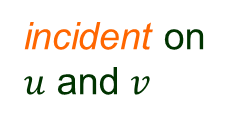 incident on
𝑢 and 𝑣